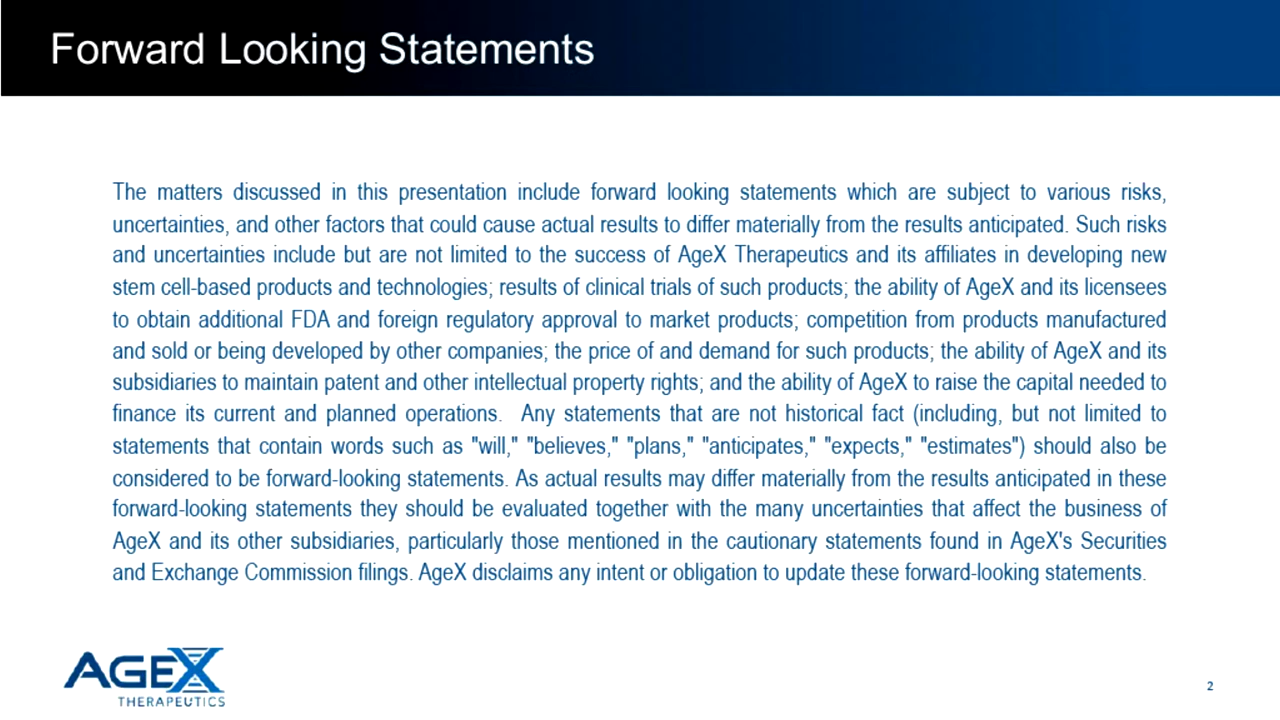 Forward Looking Statements
The matters discussed in this presentation include forward looking statements which are subject to various risks,
uncertainties, and other factors that could cause actual results to differ materially from the results anticipated. Such risks
and uncertainties include but are not limited to the success of AgeX Therapeutics and its affiliates in developing new
stem cell-based products and technologies; results of clinical trials of such products; the ability of AgeX and its licensees
to obtain additional FDA and foreign regulatory approval to market products; competition from products manufactured
and sold or being developed by other companies; the price of and demand for such products; the ability of AgeX and its
subsidiaries to maintain patent and other intellectual property rights; and the ability of AgeX to raise the capital needed to
finance its current and planned operations.  Any statements that are not historical fact (including, but not limited to
statements that contain words such as "will," "believes," "plans," "anticipates," "expects," "estimates") should also be
considered to be forward-looking statements. As actual results may differ materially from the results anticipated in these
forward-looking statements they should be evaluated together with the many uncertainties that affect the business of
AgeX and its other subsidiaries, particularly those mentioned in the cautionary statements found in AgeX's Securities
and Exchange Commission filings. AgeX disclaims any intent or obligation to update these forward-looking statements.
AGEX
THERAPEUTICS
2